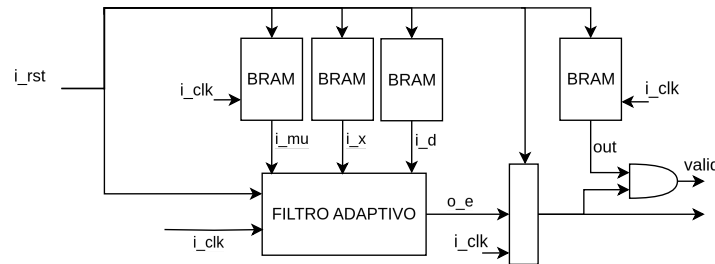 i_rst
i_clk
BRAM
BRAM
BRAM
BRAM
i_clk
i_mu
i_x
i_d
out
valid
FILTRO ADAPTIVO
o_e
i_clk
i_clk